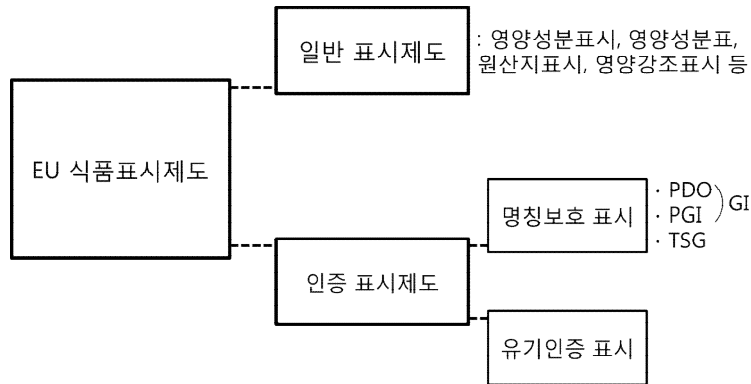 일반 표시제도
: 영양성분표시, 영양성분표,
원산지표시, 영양강조표시 등
EU 식품표시제도
명칭보호 표시
· PDO
· PGI
GI
· TSG
인증 표시제도
유기인증 표시